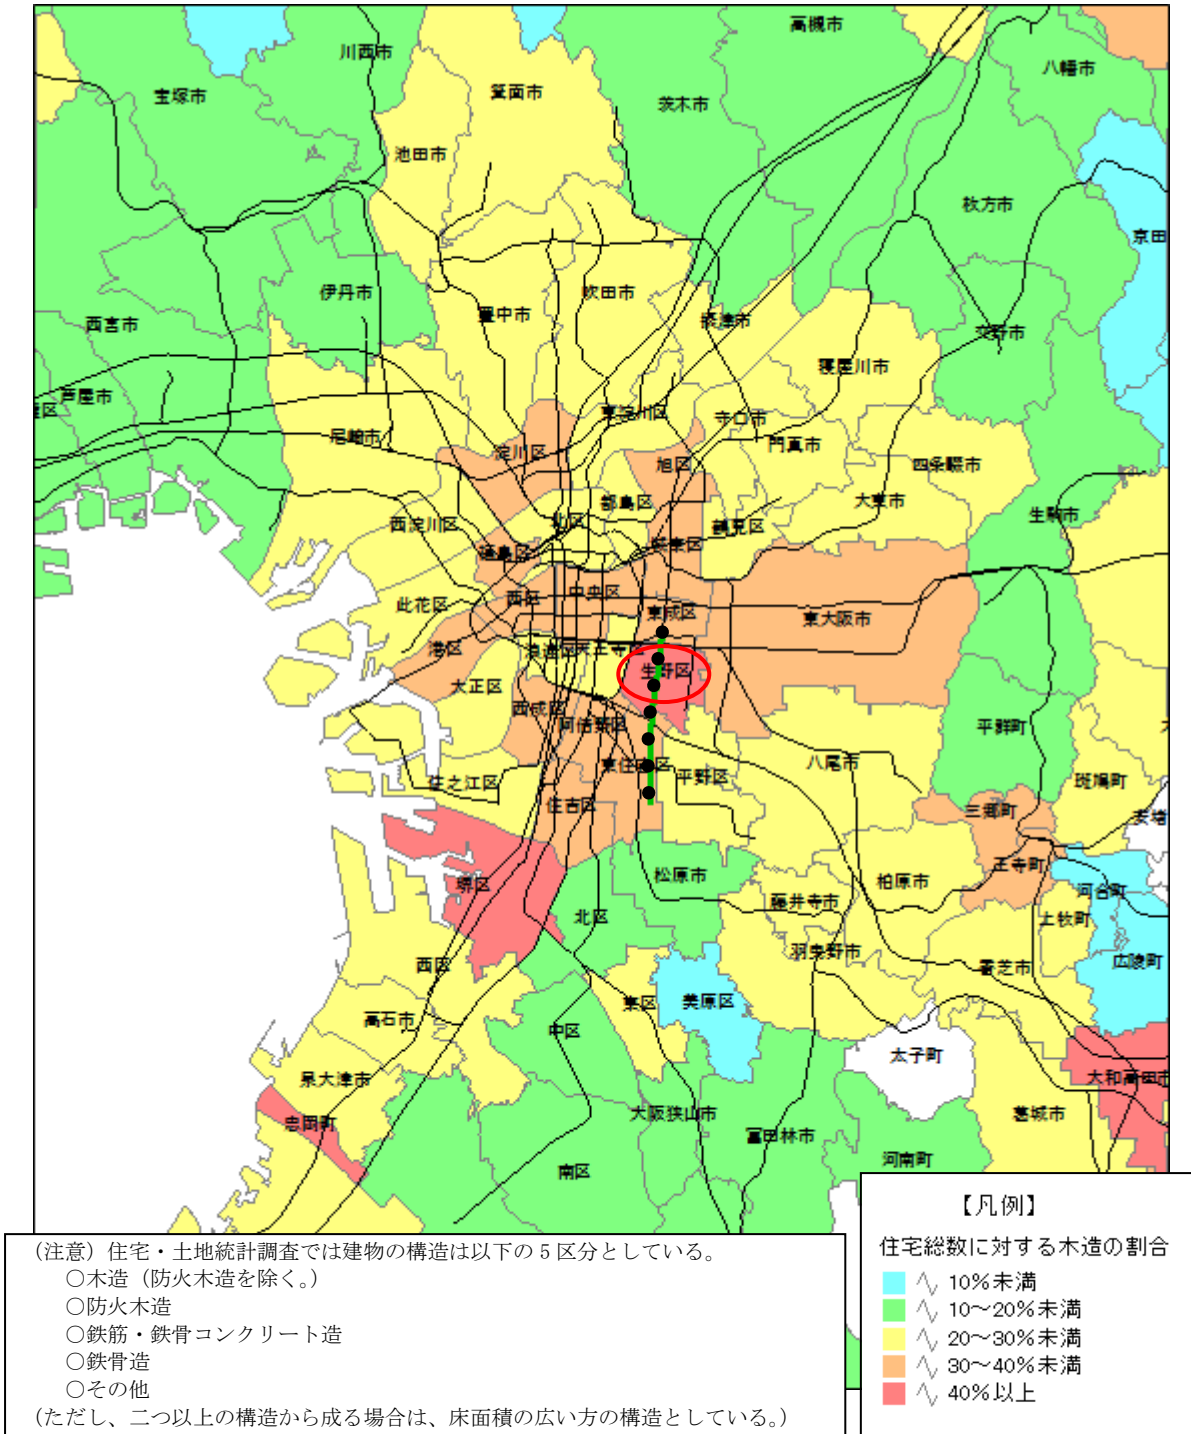 高槻市
川西市
八幡市
宝塚市
箕面市
茨木市
池田市
枚方市
京田
伊丹市
吹田市
豊中市
摂津市
西宮市
交野市
寝屋川市
芦屋市
区
東淀川区
守口市
尼崎市
門真市
淀川区
旭区
四条畷市
都島区
大東市
西淀川区
北区
鶴見区
生駒市
城東区
福島区
中央区
此花区
西区
東成区
東大阪市
港区
浪速区
天王寺区
生野区
大正区
西成区
阿倍野区
平群町
八尾市
東住吉区
平野区
斑鳩町
住之江区
住吉区
三郷町
安堵
王寺町
松原市
堺区
柏原市
河合町
藤井寺市
北区
上牧町
羽曳野市
西区
香芝市
広陵町
東区
美原区
高石市
中区
太子町
泉大津市
大和高田市
忠岡町
大阪狭山市
葛城市
富田林市
河南町
南区
【凡例】
住宅総数に対する木造の割合
10%未満
10～20%未満
20～30%未満
30～40%未満
40%以上
（注意）住宅・土地統計調査では建物の構造は以下の5区分としている。
○木造（防火木造を除く。）
○防火木造
○鉄筋・鉄骨コンクリート造
○鉄骨造
○その他
（ただし、二つ以上の構造から成る場合は、床面積の広い方の構造としている。）